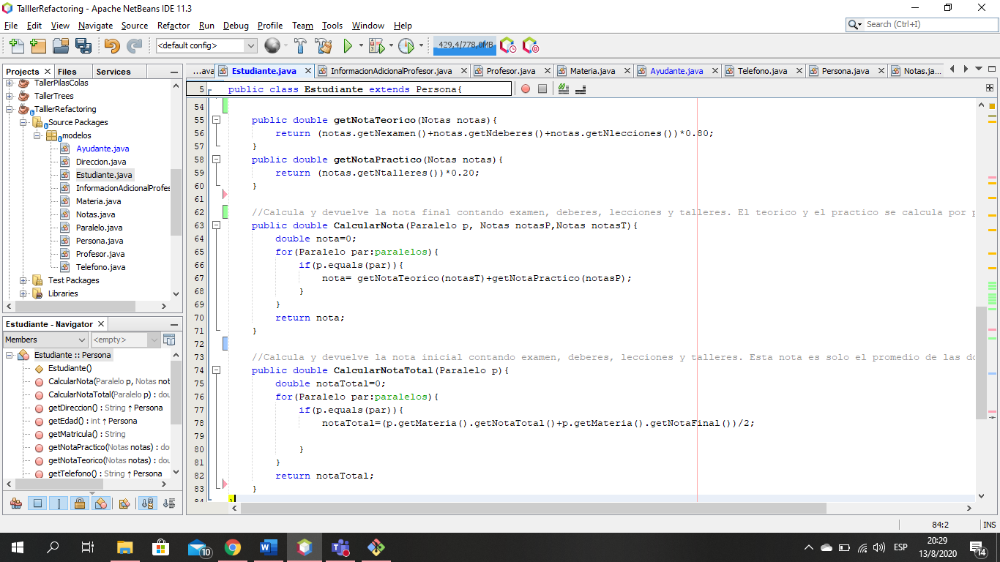 TalllerRefactoring - Apache NetBeans IDE 11.3
File Edit View Navigate Source Refactor Run Debug Profile Team Tools Window Help
Search (Ctrl+I)
<default config>
429,4/778,0MB
Projects Files Services
TallerPilasColas
TallerTrees
TalllerRefactoring
Source Packages
modelos
Ayudante.java
Direccion.java
Estudiante.java
InformacionAdicionalProfes
Materia.java
Notas.java
Paralelo.java
Persona.java
Profesor.java
Telefono.java
Test Packages
Libraries
Estudiante - Navigator
Members <empty>
Estudiante :: Persona
Estudiante()
CalcularNota(Paralelo p, Notas not
CalcularNotaTotal(Paralelo p) : dou
getDireccion() : String ↑ Persona
getEdad() : int ↑ Persona
getMatricula() : String
getNotaPractico(Notas notas) : do
getNotaTeorico(Notas notas) : dou
getTelefono() : String ↑ Persona
...ava Estudiante.java InformacionAdicionalProfesor.java Profesor.java Materia.java Ayudante.java Telefono.java Persona.java Notas.ja...
5 public class Estudiante extends Persona{
54
55 public double getNotaTeorico(Notas notas){
56 return (notas.getNexamen()+notas.getNdeberes()+notas.getNlecciones())*0.80;
57 }
58 public double getNotaPractico(Notas notas){
59 return (notas.getNtalleres())*0.20;
60 }
61
62 //Calcula y devuelve la nota final contando examen, deberes, lecciones y talleres. El teorico y el practico se calcula por p
63 public double CalcularNota(Paralelo p, Notas notasP,Notas notasT){
64 double nota=0;
65 for(Paralelo par:paralelos){
66 if(p.equals(par)){
67 nota= getNotaTeorico(notasT)+getNotaPractico(notasP);
68 }
69 }
70 return nota;
71 }
72
73 //Calcula y devuelve la nota inicial contando examen, deberes, lecciones y talleres. Esta nota es solo el promedio de las do
74 public double CalcularNotaTotal(Paralelo p){
75 double notaTotal=0;
76 for(Paralelo par:paralelos){
77 if(p.equals(par)){
78 notaTotal=(p.getMateria().getNotaTotal()+p.getMateria().getNotaFinal())/2;
79
80 }
81 }
82 return notaTotal;
83 }
84 }
84:2 INS
10
ESP
20:29
13/8/2020
14